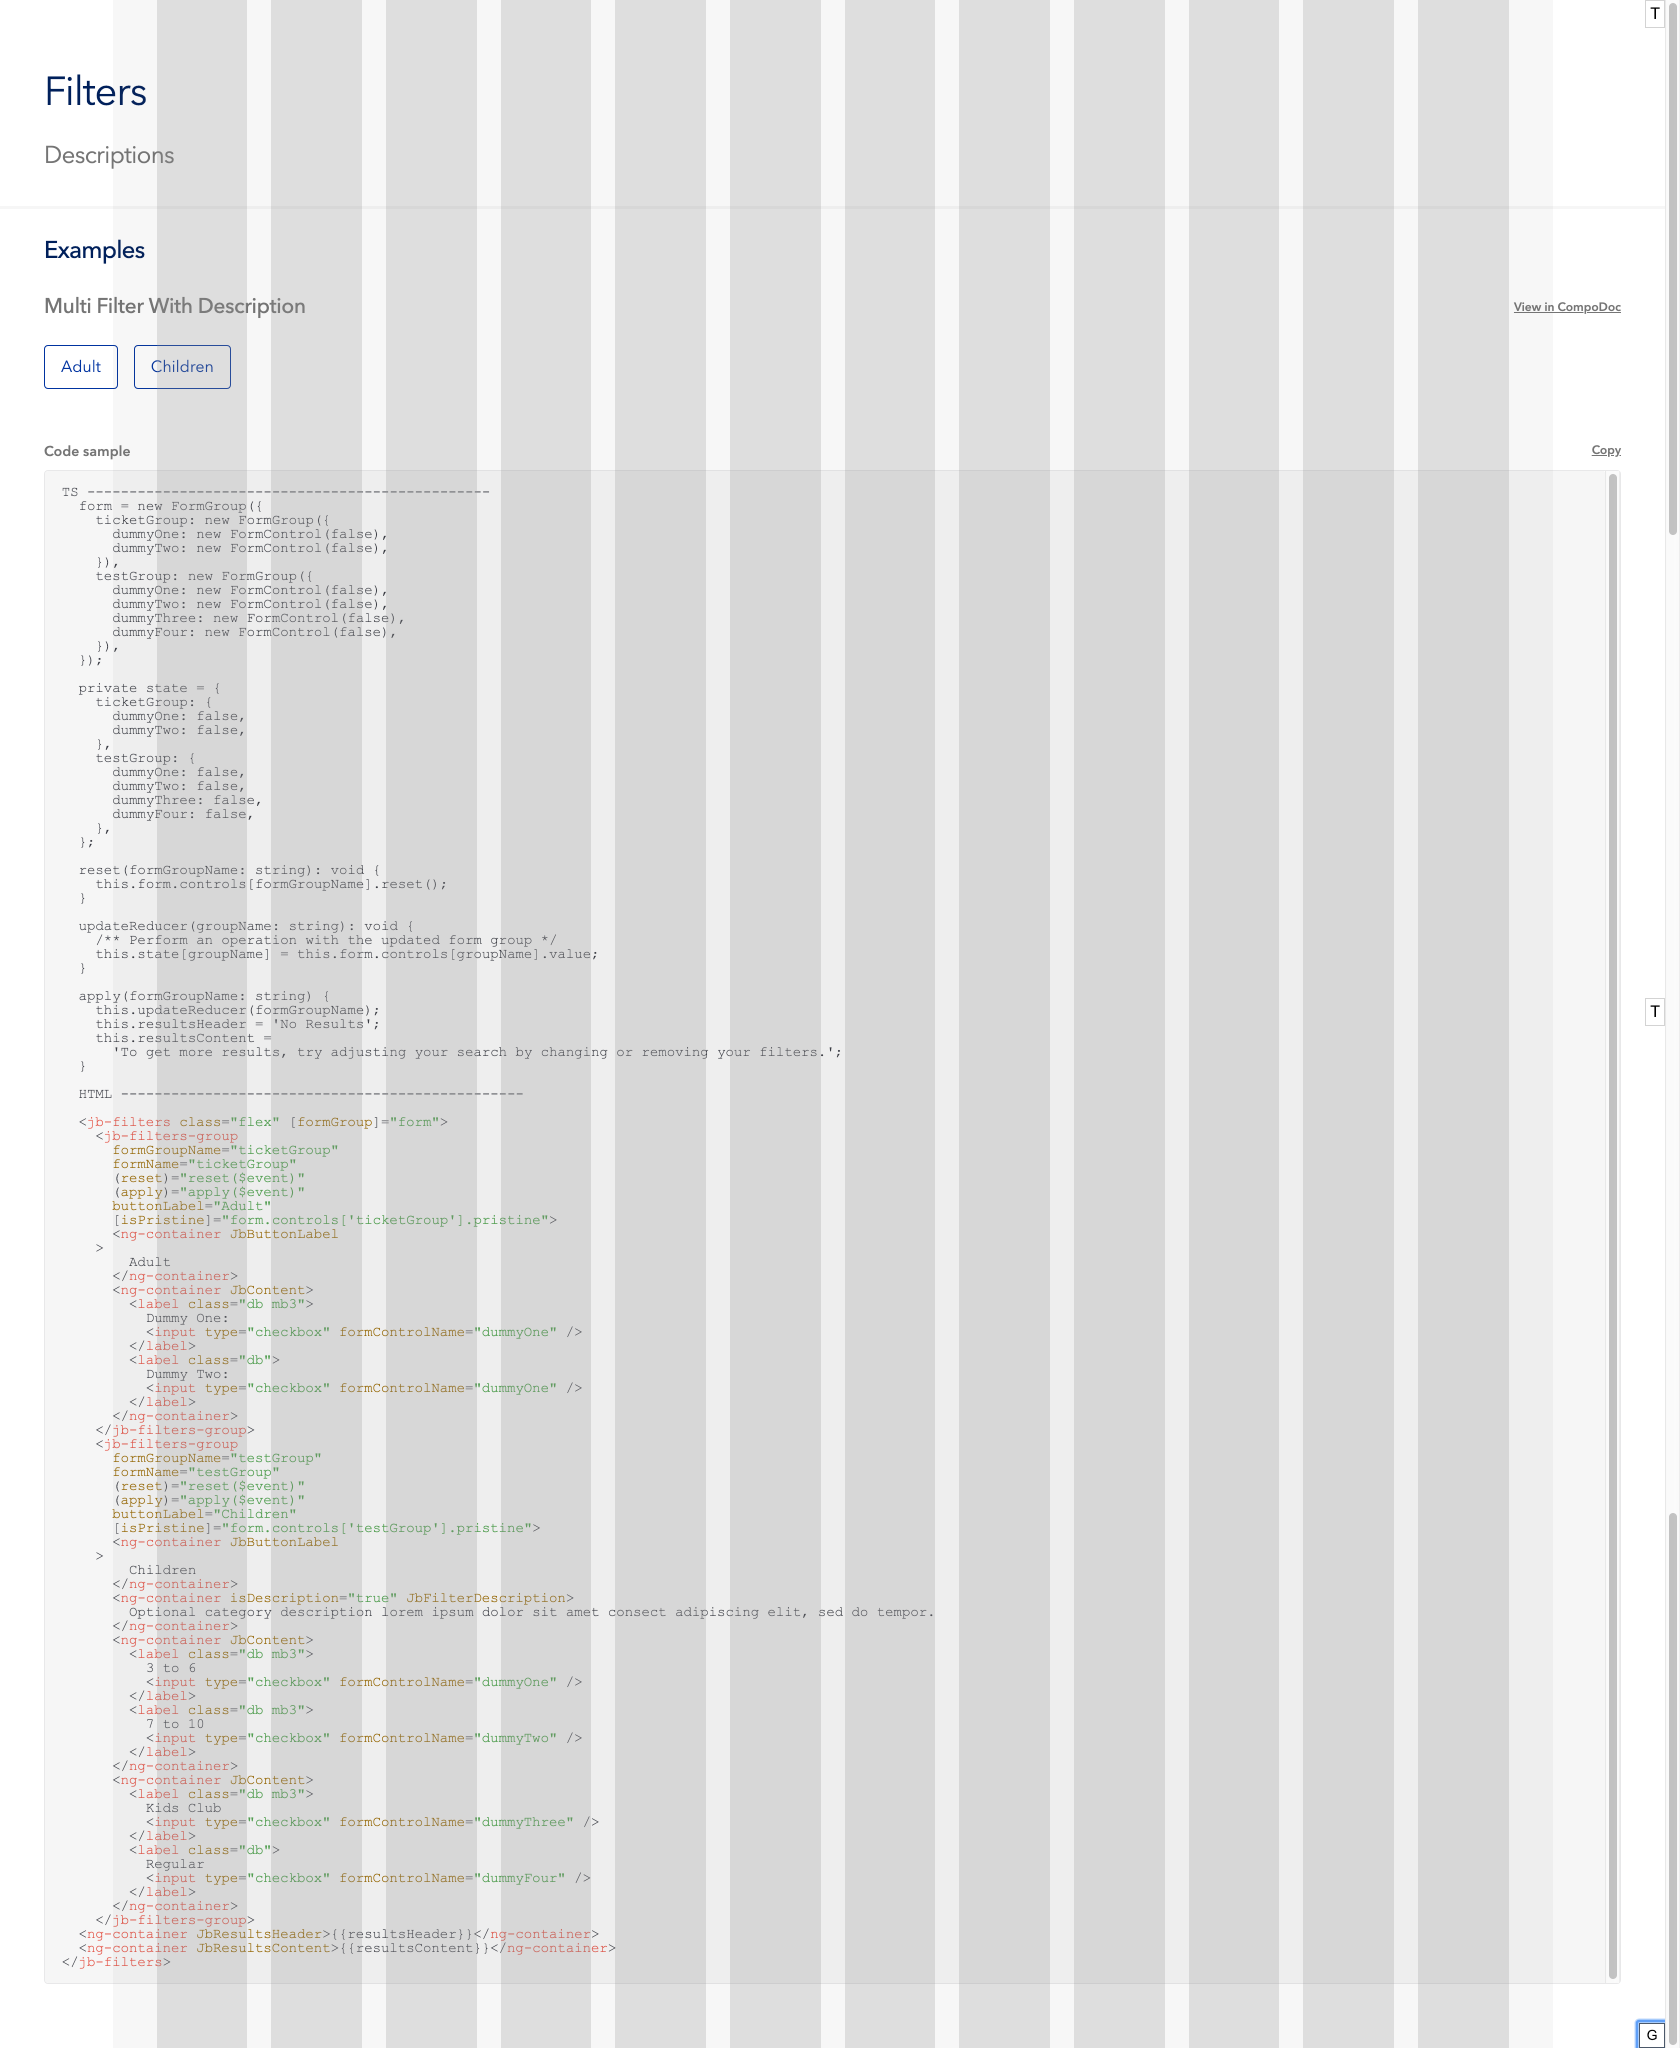 T
Filters
Descriptions
Examples
Multi Filter With Description
View in CompoDoc
Adult
Children
Code sample
Copy
TS ------------------------------------------------
  form = new FormGroup({
    ticketGroup: new FormGroup({
      dummyOne: new FormControl(false),
      dummyTwo: new FormControl(false),
    }),
    testGroup: new FormGroup({
      dummyOne: new FormControl(false),
      dummyTwo: new FormControl(false),
      dummyThree: new FormControl(false),
      dummyFour: new FormControl(false),
    }),
  });

  private state = {
    ticketGroup: {
      dummyOne: false,
      dummyTwo: false,
    },
    testGroup: {
      dummyOne: false,
      dummyTwo: false,
      dummyThree: false,
      dummyFour: false,
    },
  };

  reset(formGroupName: string): void {
    this.form.controls[formGroupName].reset();
  }

  updateReducer(groupName: string): void {
    /** Perform an operation with the updated form group */
    this.state[groupName] = this.form.controls[groupName].value;
  }

  apply(formGroupName: string) {
    this.updateReducer(formGroupName);
    this.resultsHeader = 'No Results';
    this.resultsContent =
      'To get more results, try adjusting your search by changing or removing your filters.';
  }
T

  HTML ------------------------------------------------

  <jb-filters class="flex" [formGroup]="form">
    <jb-filters-group
      formGroupName="ticketGroup"
      formName="ticketGroup"
      (reset)="reset($event)"
      (apply)="apply($event)"
      buttonLabel="Adult"
      [isPristine]="form.controls['ticketGroup'].pristine">
      <ng-container JbButtonLabel
    >
        Adult
      </ng-container>
      <ng-container JbContent>
        <label class="db mb3">
          Dummy One:
          <input type="checkbox" formControlName="dummyOne" />
        </label>
        <label class="db">
          Dummy Two:
          <input type="checkbox" formControlName="dummyOne" />
        </label>
      </ng-container>
    </jb-filters-group>
    <jb-filters-group
      formGroupName="testGroup"
      formName="testGroup"
      (reset)="reset($event)"
      (apply)="apply($event)"
      buttonLabel="Children"
      [isPristine]="form.controls['testGroup'].pristine">
      <ng-container JbButtonLabel
    >
        Children
      </ng-container>
      <ng-container isDescription="true" JbFilterDescription>
        Optional category description lorem ipsum dolor sit amet consect adipiscing elit, sed do tempor.
      </ng-container>
      <ng-container JbContent>
        <label class="db mb3">
          3 to 6
          <input type="checkbox" formControlName="dummyOne" />
        </label>
        <label class="db mb3">
          7 to 10
          <input type="checkbox" formControlName="dummyTwo" />
        </label>
      </ng-container>
      <ng-container JbContent>
        <label class="db mb3">
          Kids Club
          <input type="checkbox" formControlName="dummyThree" />
        </label>
        <label class="db">
          Regular
          <input type="checkbox" formControlName="dummyFour" />
        </label>
      </ng-container>
    </jb-filters-group>
  <ng-container JbResultsHeader>{{resultsHeader}}</ng-container>
  <ng-container JbResultsContent>{{resultsContent}}</ng-container>
</jb-filters>
G